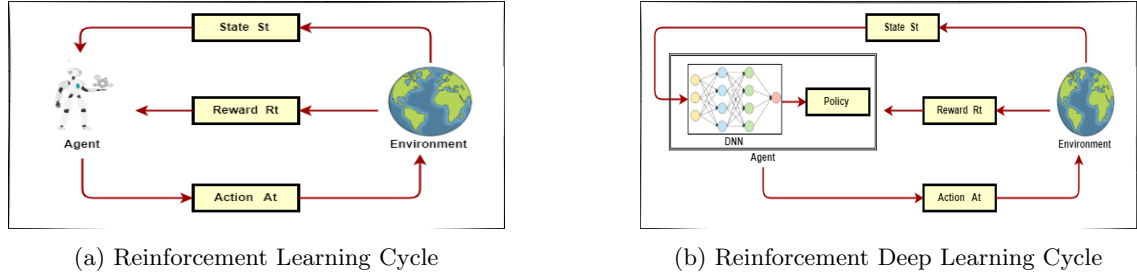 State St
Reward Rt
Agent
Environment
Action At
(a) Reinforcement Learning Cycle
State St
Policy
Reward Rt
DNN
Environment
Agent
Action At
(b) Reinforcement Deep Learning Cycle